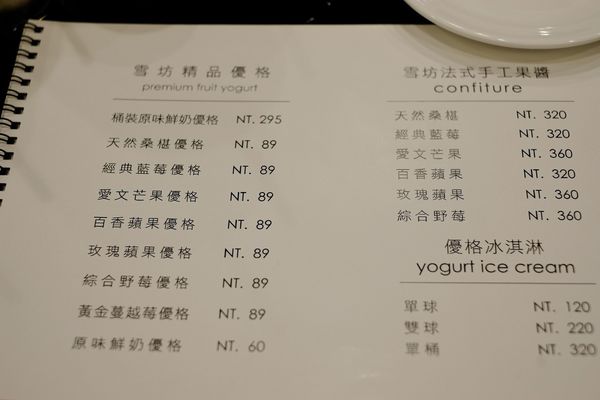 雪坊精品優格
premium fruit yogurt
桶裝原味鮮奶優格 NT. 295
天然桑椹優格 NT. 89
經典藍莓優格 NT. 89
愛文芒果優格 NT. 89
百香蘋果優格 NT. 89
玫瑰蘋果優格 NT. 89
綜合野莓優格 NT. 89
黃金蔓越莓優格 NT. 89
原味鮮奶優格 NT. 60
雪坊法式手工果醬
confiture
天然桑椹 NT. 320
經典藍莓 NT. 320
愛文芒果 NT. 360
百香蘋果 NT. 320
玫瑰蘋果 NT. 360
綜合野莓 NT. 360
優格冰淇淋
yogurt ice cream
單球 NT. 120
雙球 NT. 220
單桶 NT. 320